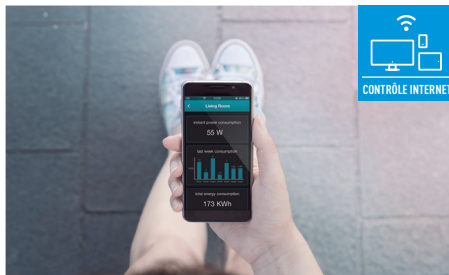 Living Room
instant power consumption
55 W
last week consumption
total energy consumption
173 KWh
CONTRÔLE INTERNET